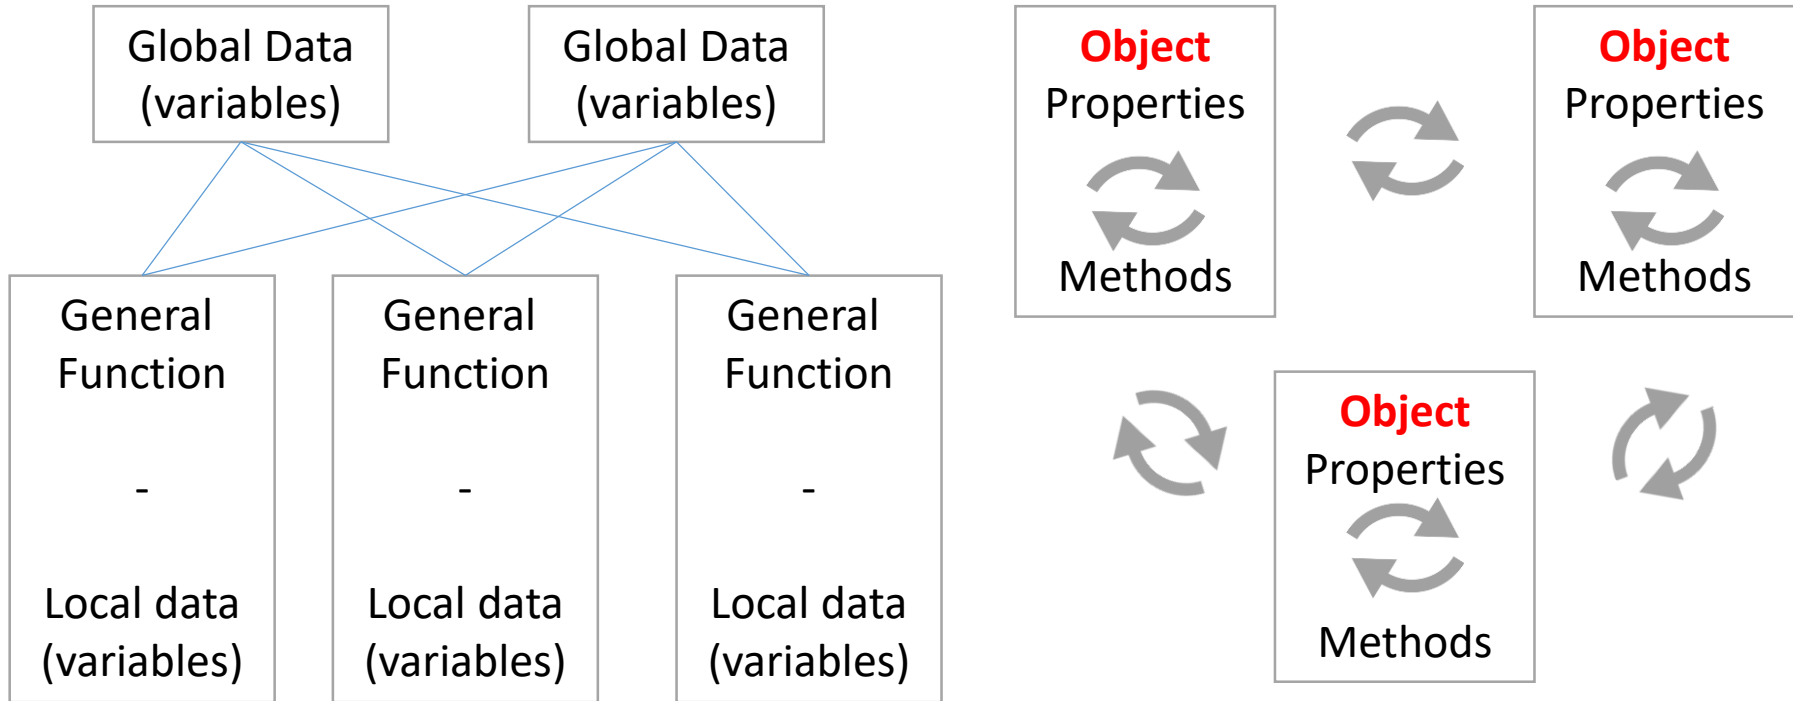 Global Data
(variables)
Global Data
(variables)
General
Function
-
Local data
(variables)
General
Function
-
Local data
(variables)
General
Function
-
Local data
(variables)
Object
Properties
Methods
Object
Properties
Methods
Object
Properties
Methods